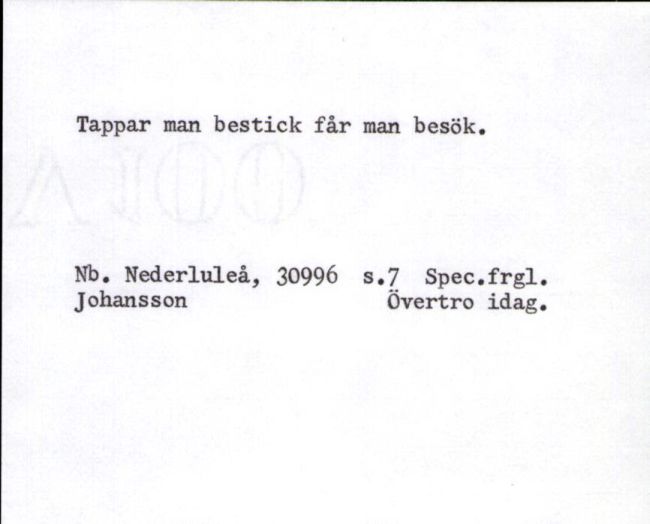 Tappar man bestick får man besök.
Nb. Nederluleå, 30996 s.7 Spec.frgl.
Johansson Övertro idag.